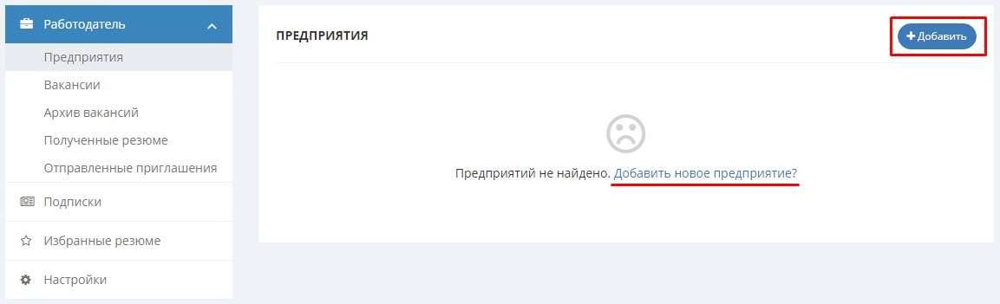 Работодатель
Предприятия
Вакансии
Архив вакансий
Полученные резюме
Отправленные приглашения
Подписки
Избранные резюме
Настройки
ПРЕДПРИЯТИЯ
+ Добавить
Предприятий не найдено. Добавить новое предприятие?